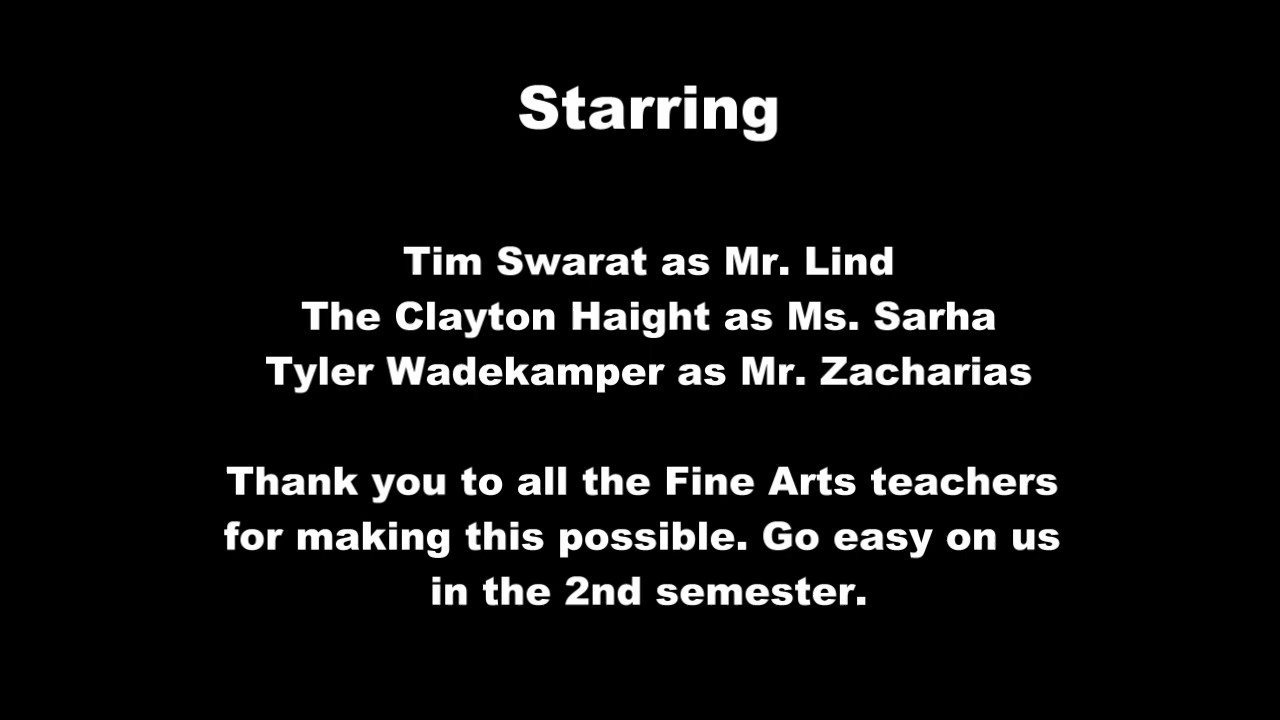 Starring
Tim Swarat as Mr. Lind
The Clayton Haight as Ms. Sarha
Tyler Wadekamper as Mr. Zacharias
Thank you to all the Fine Arts teachers
for making this possible. Go easy on us
in the 2nd semester.